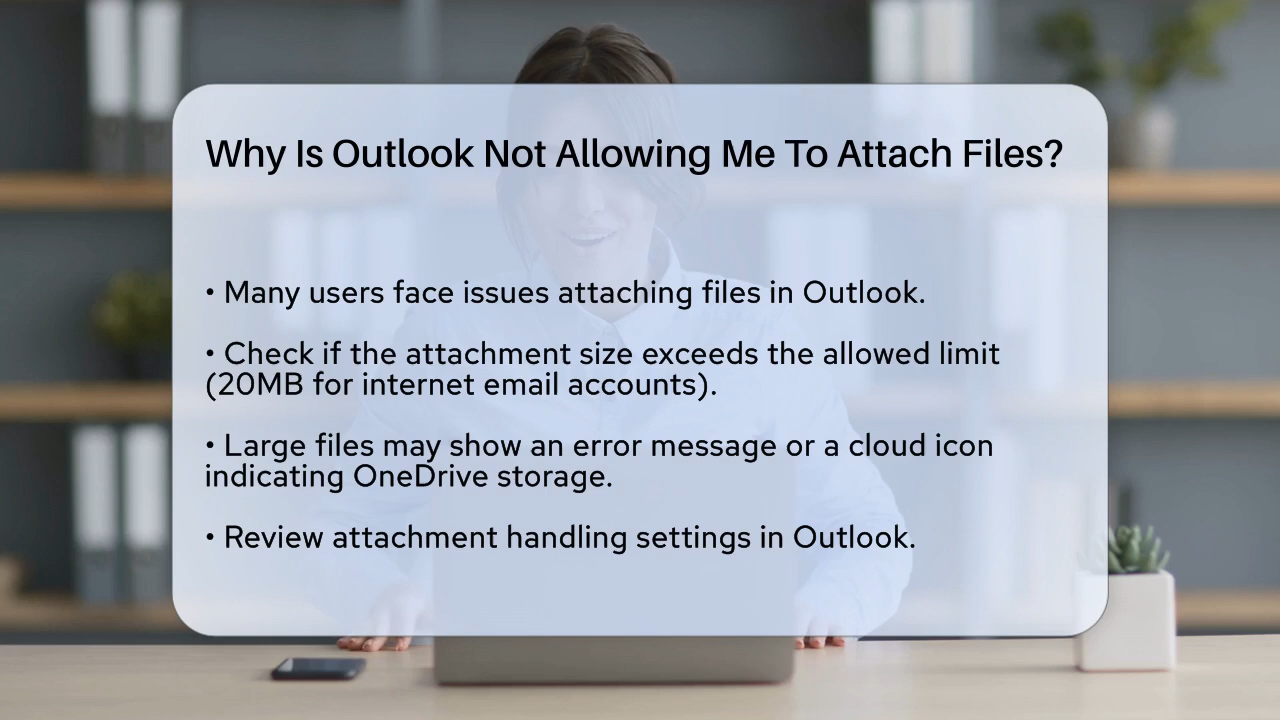 Why Is Outlook Not Allowing Me To Attach Files?
• Many users face issues attaching files in Outlook.
• Check if the attachment size exceeds the allowed limit
(20MB for internet email accounts).
• Large files may show an error message or a cloud icon
indicating OneDrive storage.
• Review attachment handling settings in Outlook.